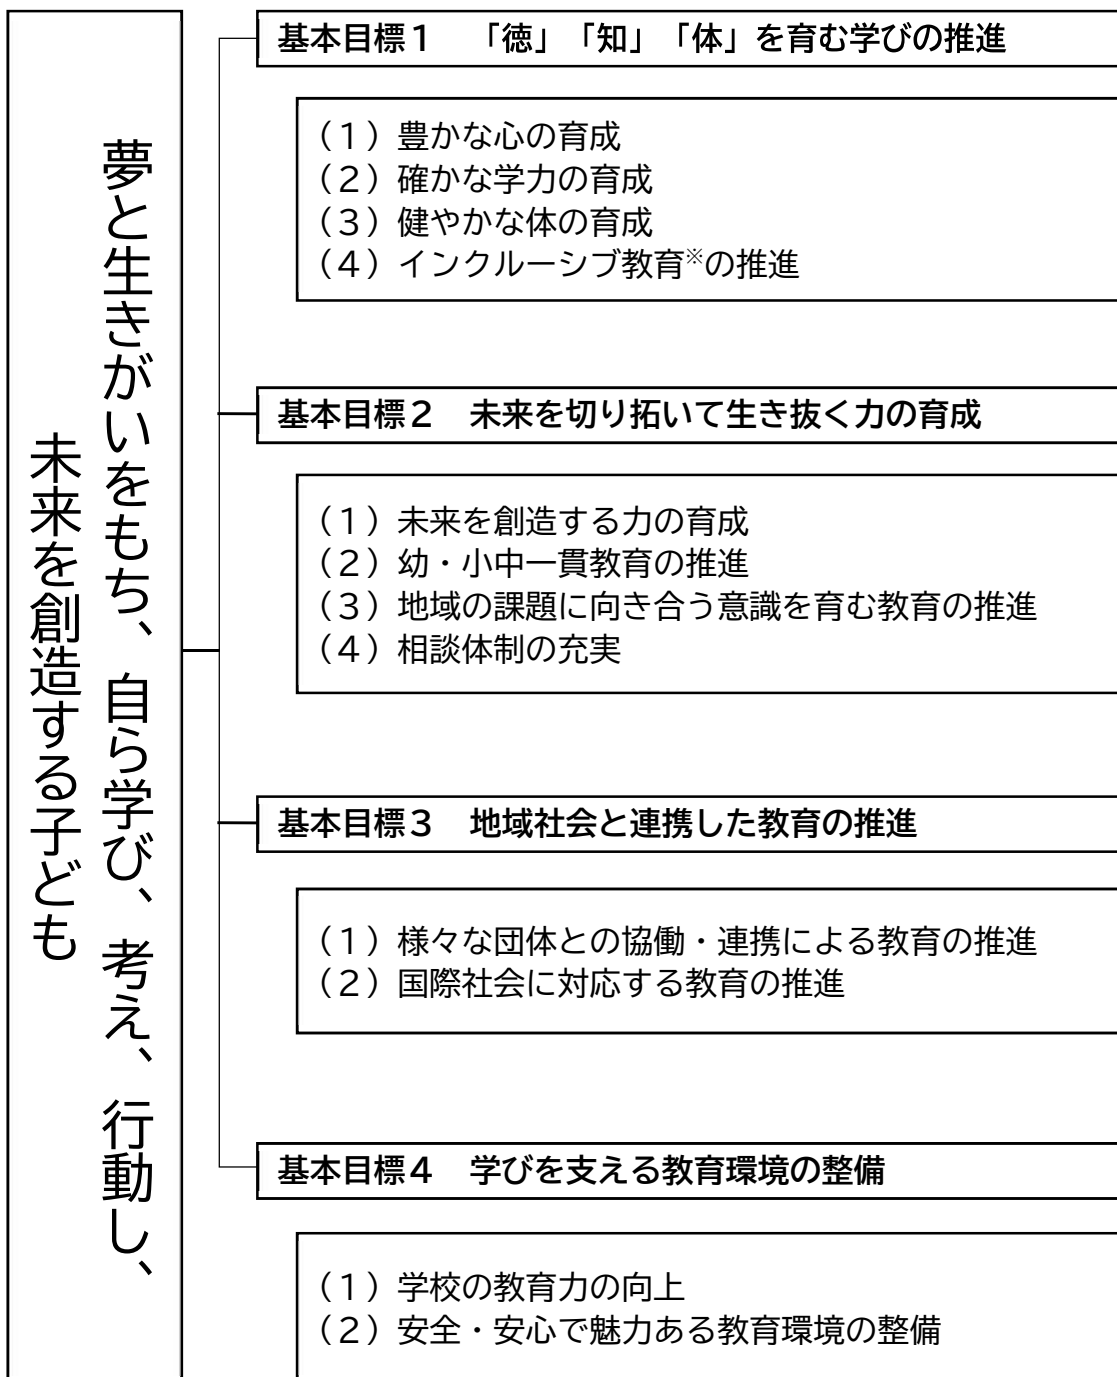 夢と生きがいをもち、自ら学び、考え、行動し、
未来を創造する子ども
基本目標1 「徳」「知」「体」を育む学びの推進
（1）豊かな心の育成
（2）確かな学力の育成
（3）健やかな体の育成
（4）インクルーシブ教育※の推進
基本目標2 未来を切り拓いて生き抜く力の育成
（1）未来を創造する力の育成
（2）幼・小中一貫教育の推進
（3）地域の課題に向き合う意識を育む教育の推進
（4）相談体制の充実
基本目標3 地域社会と連携した教育の推進
（1）様々な団体との協働・連携による教育の推進
（2）国際社会に対応する教育の推進
基本目標4 学びを支える教育環境の整備
（1）学校の教育力の向上
（2）安全・安心で魅力ある教育環境の整備